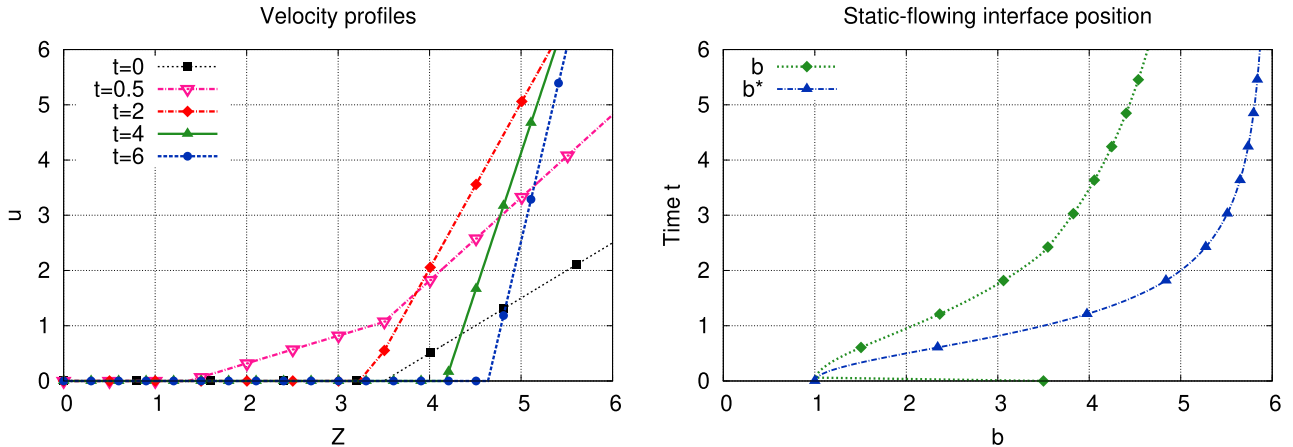 Velocity profiles
6
5
4
3
2
1
0
u
t=0
t=0.5
t=2
t=4
t=6
0 1 2 3 4 5 6
Z
Static-flowing interface position
6
5
4
3
2
1
0
Time t
b
b*
0 1 2 3 4 5 6
b